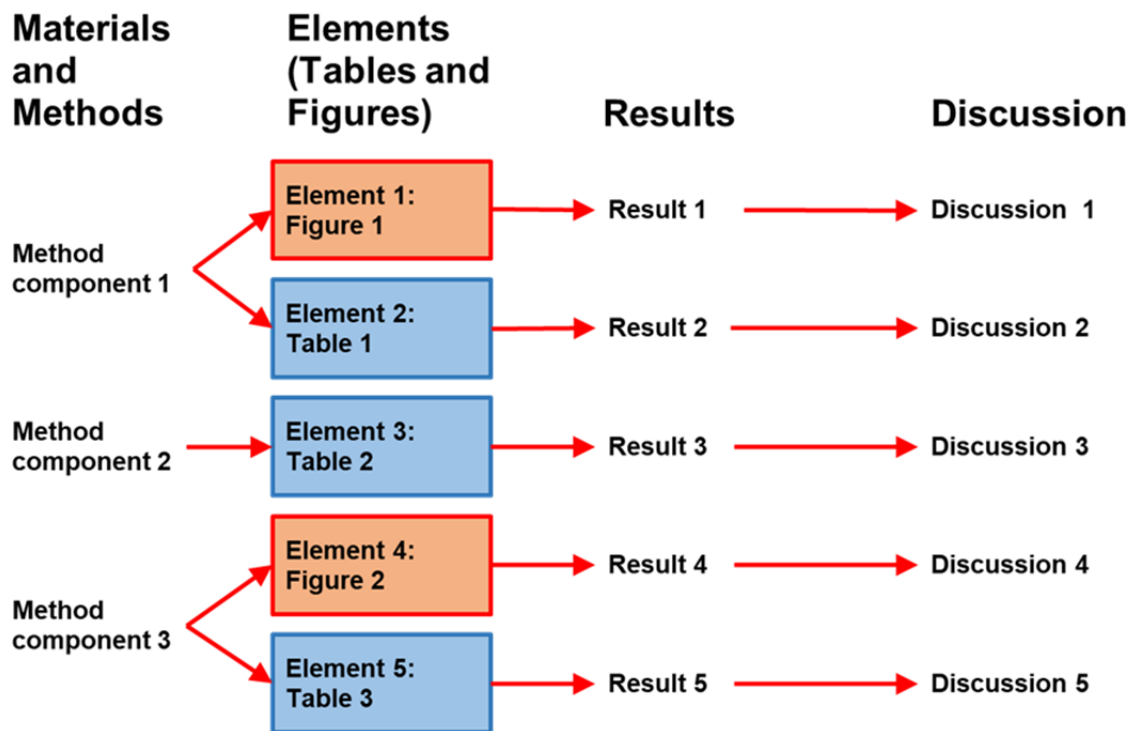 Materials
and
Methods
Elements
(Tables and
Figures)
Results
Discussion
Method
component 1
Element 1:
Figure 1
Result 1
Discussion 1
Element 2:
Table 1
Result 2
Discussion 2
Method
component 2
Element 3:
Table 2
Result 3
Discussion 3
Method
component 3
Element 4:
Figure 2
Result 4
Discussion 4
Element 5:
Table 3
Result 5
Discussion 5